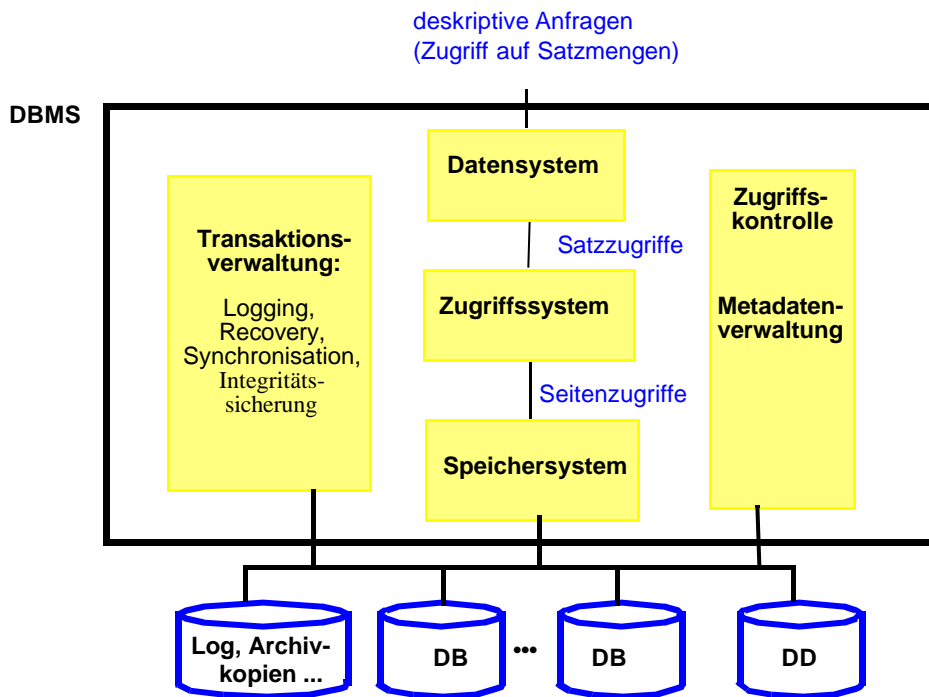 deskriptive Anfragen
(Zugriff auf Satzmengen)
DBMS
Datensystem
Transaktions-
verwaltung:
Logging,
Recovery,
Synchronisation,
Integritäts-
sicherung
Satzzugriffe
Zugriffssystem
Seitenzugriffe
Speichersystem
Zugriffs-
kontrolle
Metadaten-
verwaltung
Log, Archiv-
kopien ...
DB
...
DB
DD